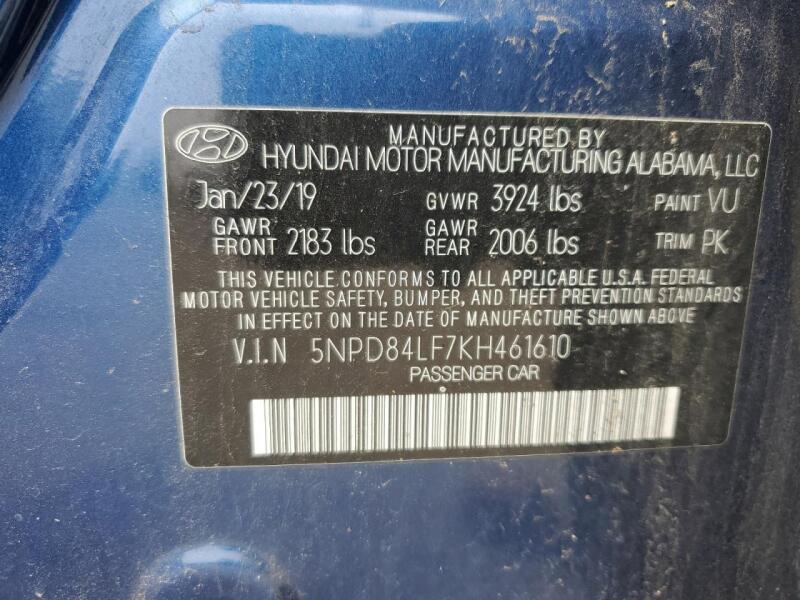 MANUFACTURED BY
HYUNDAI MOTOR MANUFACTURING ALABAMA, LLC
Jan/23/19 GVWR 3924 lbs PAINT VU
GAWR FRONT 2183 lbs GAWR REAR 2006 lbs TRIM PK
THIS VEHICLE CONFORMS TO ALL APPLICABLE U.S.A. FEDERAL
MOTOR VEHICLE SAFETY, BUMPER, AND THEFT PREVENTION STANDARDS
IN EFFECT ON THE DATE OF MANUFACTURE SHOWN ABOVE
V.I.N 5NPD84LF7KH461610
PASSENGER CAR